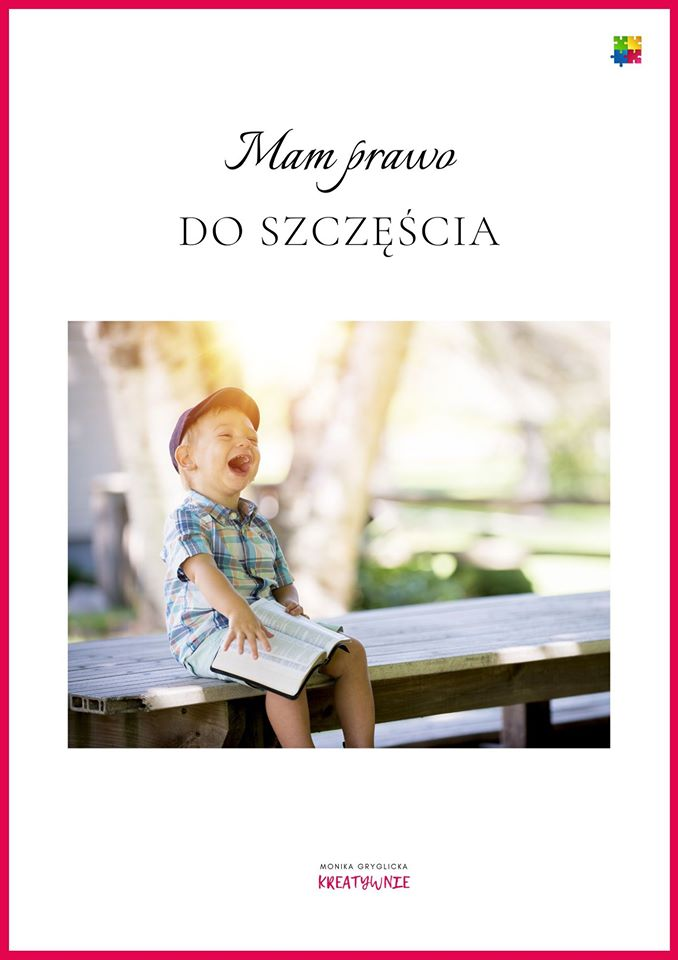 Mam prawo
DO SZCZĘŚCIA
MONIKA GRYGLICKA
KREATYWNIE